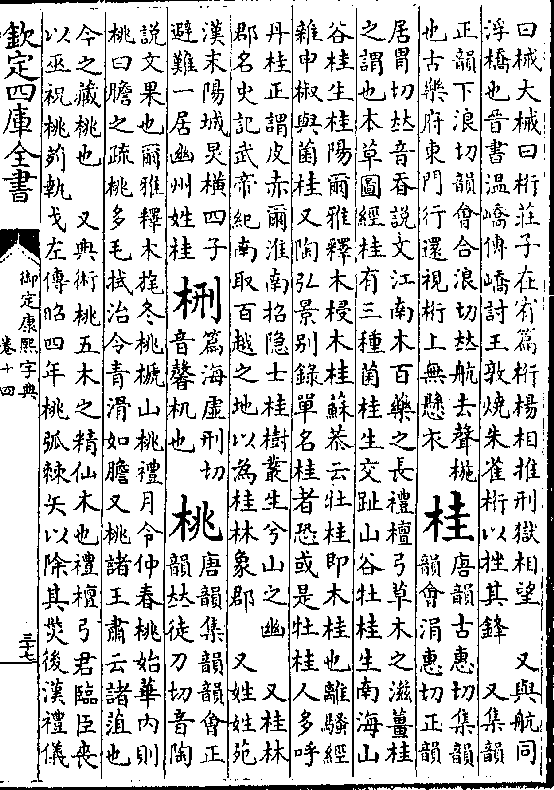 曰械大械曰桁莊子在宥篇桁楊相推刑獄相望　又與航同
浮橋也晉書温嶠傳嶠討王敦燒朱雀桁以挫其鋒　又集韻
正韻下浪切韻會合浪切𠀤航去聲椸
也古樂府東門行還視桁上無懸衣
桂
唐韻古惠切集韻
韻會涓惠切正韻
居胃切𠀤音昋說文江南木百藥之長禮檀弓草木之滋薑桂
之謂也本草圖經桂有三種菌桂生交趾山谷牡桂生南海山
谷桂生桂陽爾雅釋木梫木桂蘇恭云牡桂即木桂也離騷經
雜申椒與菌桂又陶弘景别錄單名桂者恐或是牡桂人多呼
丹桂正謂皮赤爾淮南招隱士桂樹叢生兮山之幽　又桂林
郡名史記武帝紀南取百越之地以為桂林象郡　又姓姓苑
漢末陽城炅橫四子
避難一居幽州姓桂
篇海虚刑切
音馨机也
桃
唐韻集韻韻會正
韻𠀤徒刀切音陶
說文果也爾雅釋木旄冬桃榹山桃禮月令仲春桃始華内則
桃曰膽之疏桃多毛拭治令青滑如膽又桃諸王肅云諸菹也
今之藏桃也　又典術桃五木之精仙木也禮檀弓君臨臣喪
以巫祝桃茢執戈左傳昭四年桃弧棘矢以除其災後漢禮儀
欽定四庫全書
御定康熙字典
卷十四
三十七